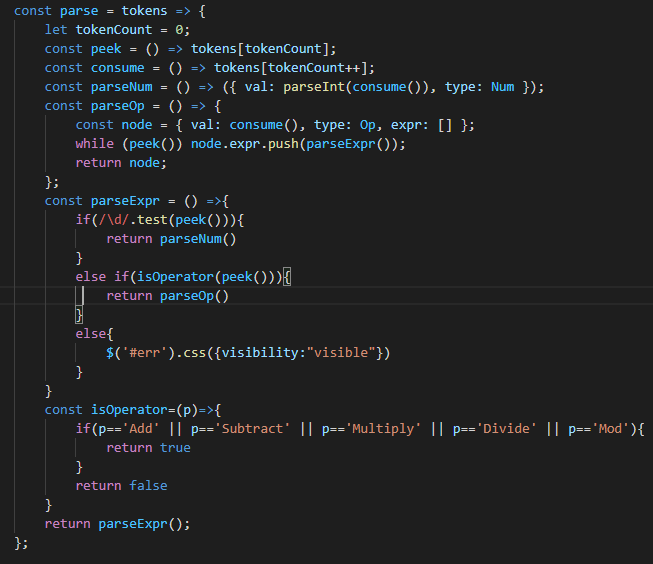 const parse = tokens => {
    let tokenCount = 0;
    const peek = () => tokens[tokenCount];
    const consume = () => tokens[tokenCount++];
    const parseNum = () => ({ val: parseInt(consume()), type: Num });
    const parseOp = () => {
        const node = { val: consume(), type: Op, expr: [] };
        while (peek()) node.expr.push(parseExpr());
        return node;
    };
    const parseExpr = () =>{
        if(/\d/.test(peek())){
            return parseNum()
        }
        else if(isOperator(peek())){
            return parseOp()
        }
        else{
            $('#err').css({visibility:"visible"})
        }
    }
    const isOperator=(p)=>{
        if(p=='Add' || p=='Subtract' || p=='Multiply' || p=='Divide' || p=='Mod'){
            return true
        }
        return false
    }
    return parseExpr();
};